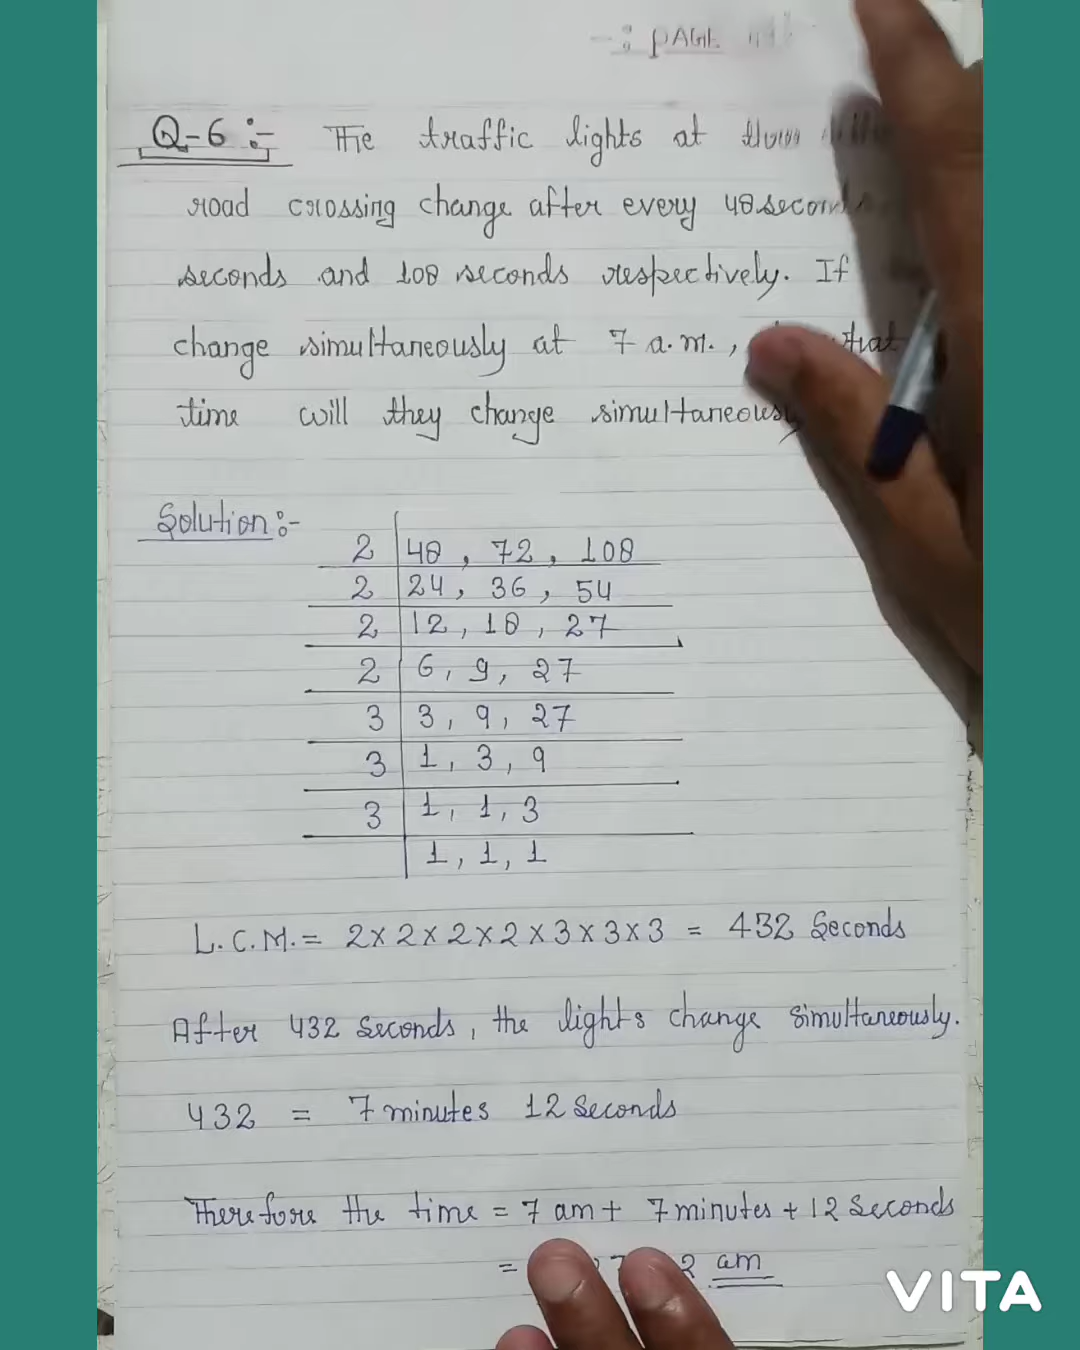 -: PAGE
Q-6 :- The traffic lights at
road crossing change after every 48 seconds
seconds and 108 seconds respectively. If
change simultaneously at 7 a.m., what
time will they change simultaneously
Solution:-
2 | 48, 72, 108
2 | 24, 36, 54
2 | 12, 18, 27
2 | 6, 9, 27
3 | 3, 9, 27
3 | 1, 3, 9
3 | 1, 1, 3
| 1, 1, 1
L.C.M. = 2×2×2×2×3×3×3 = 432 Seconds
After 432 Seconds, the lights change simultaneously.
432 = 7 minutes 12 Seconds
Therefore the time = 7 am + 7 minutes + 12 Seconds
= am
VITA